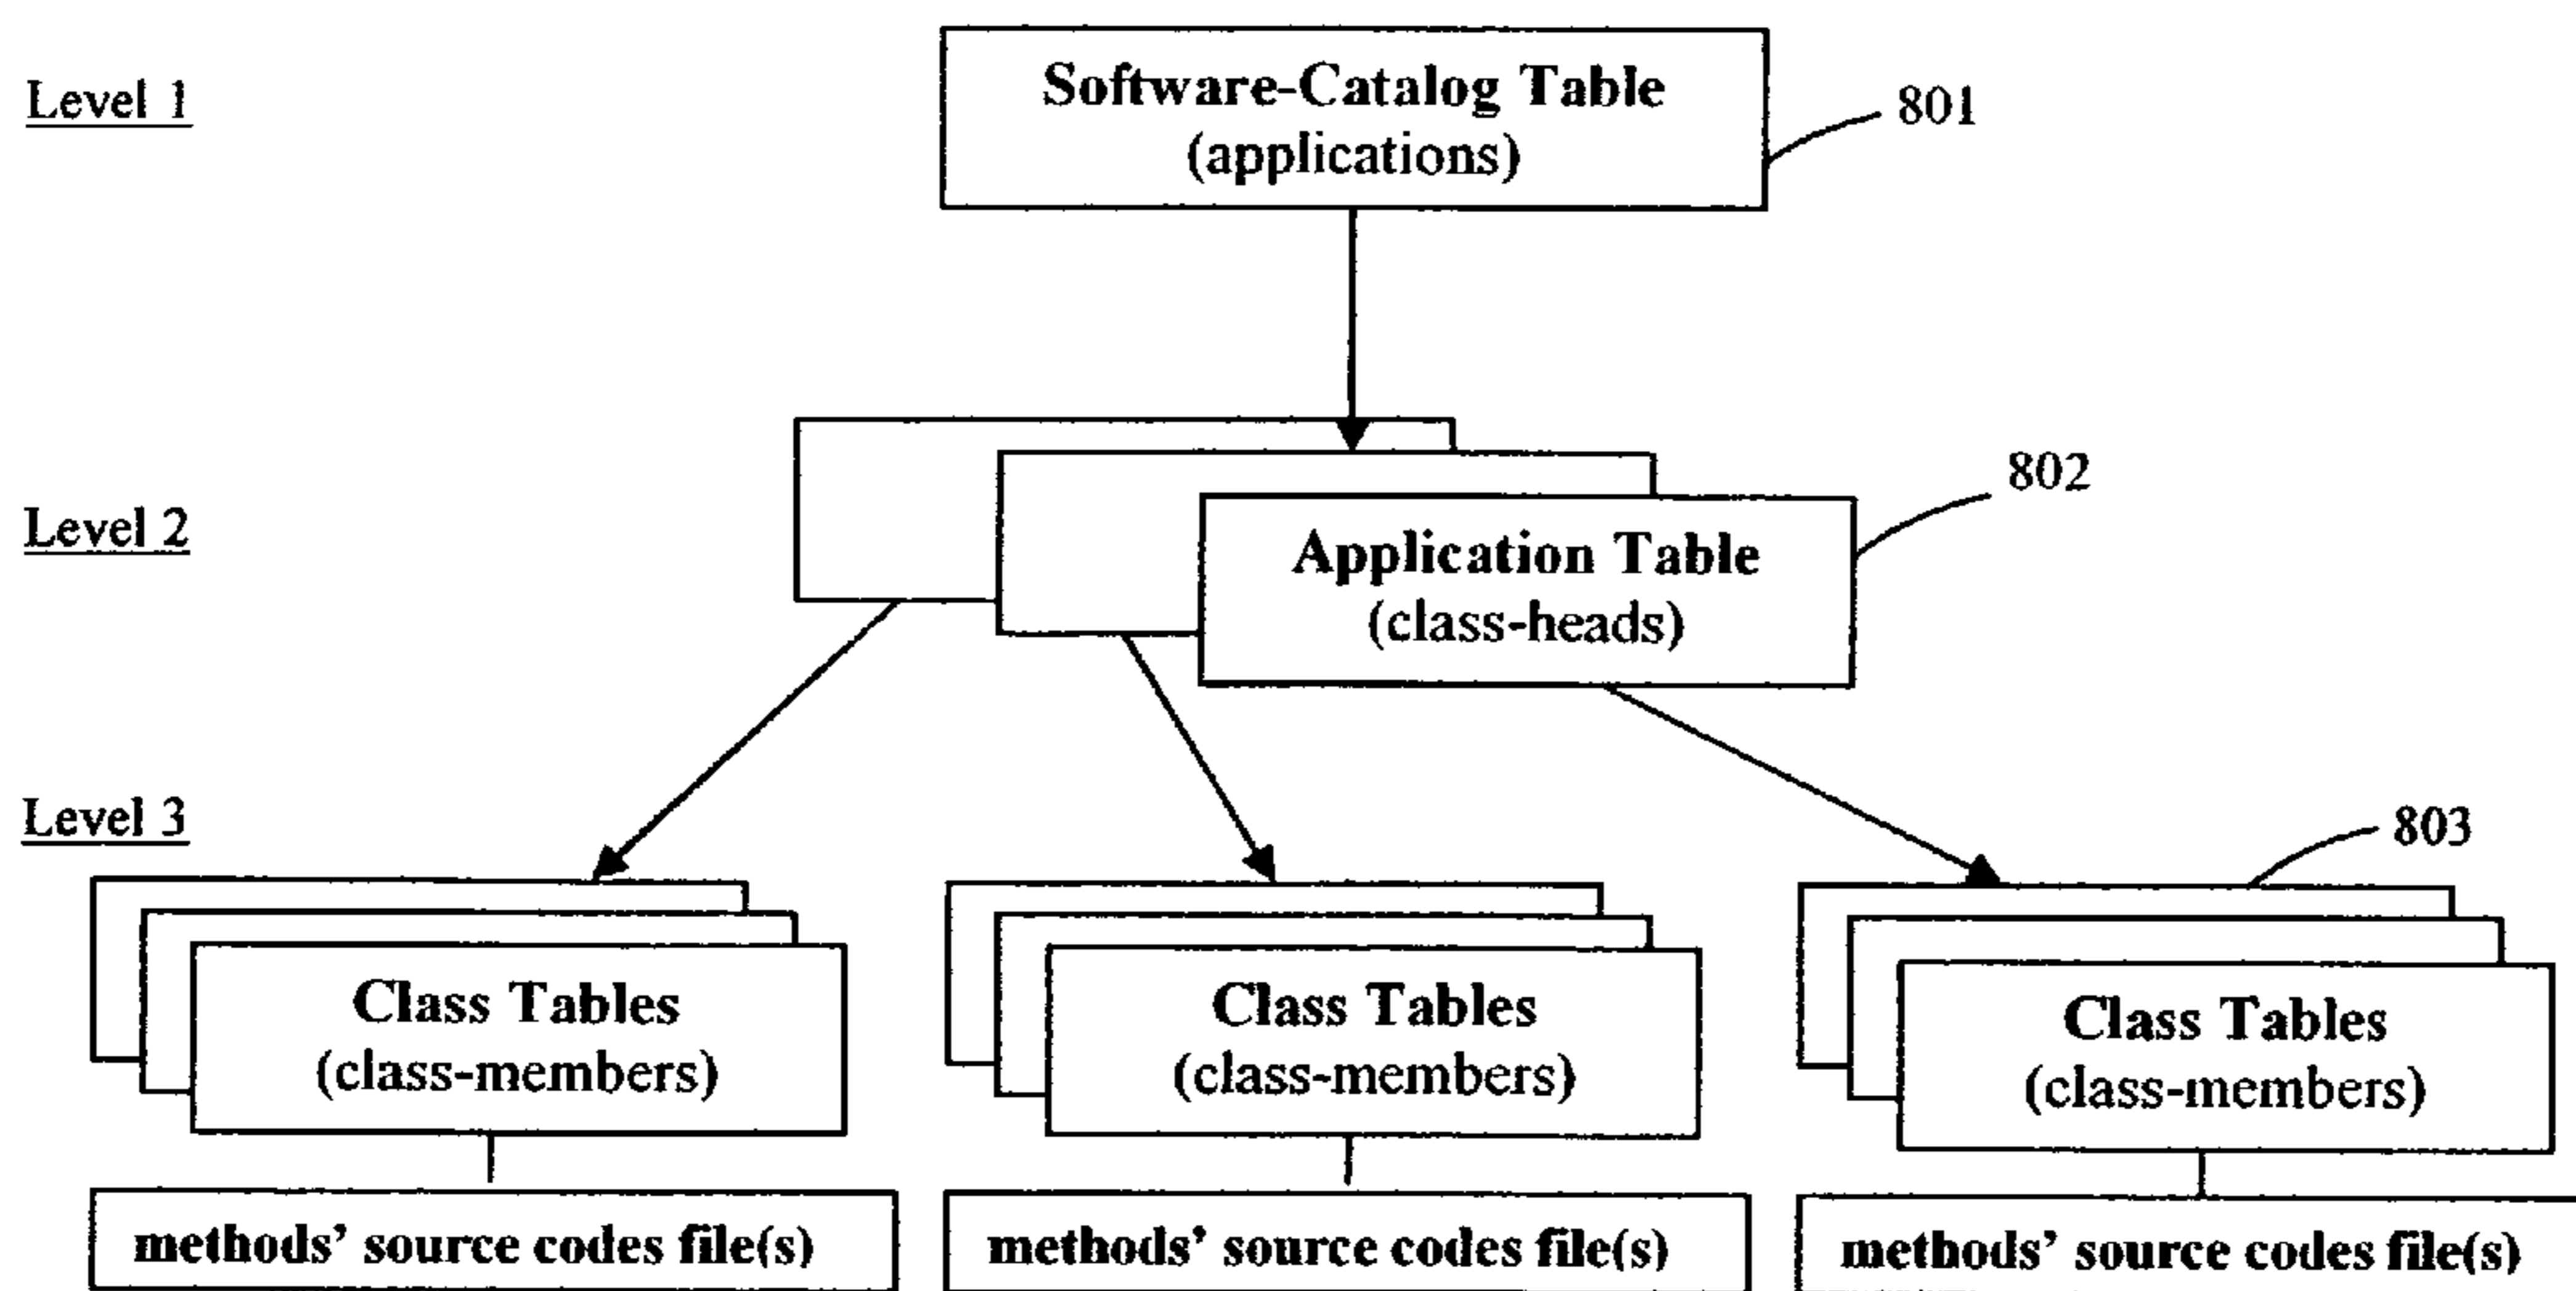 Level 1
Software-Catalog Table
(applications)
801
Level 2
Application Table
(class-heads)
802
Level 3
803
Class Tables
(class-members)
Class Tables
(class-members)
Class Tables
(class-members)
methods’ source codes file(s)
methods’ source codes file(s)
methods’ source codes file(s)